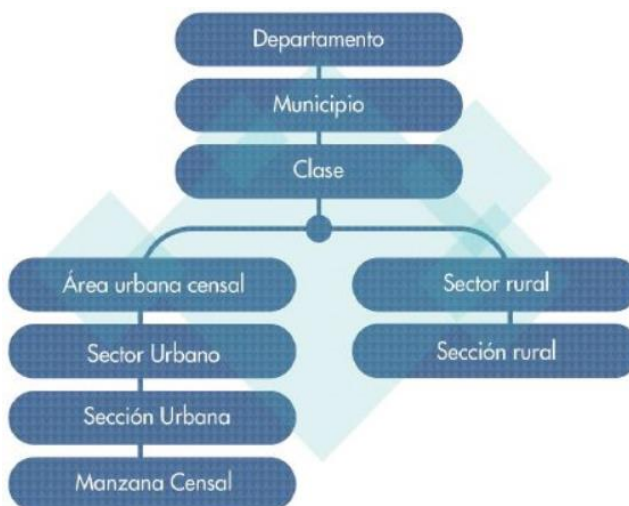 Departamento
Municipio
Clase
Área urbana censal
Sector Urbano
Sección Urbana
Manzana Censal
Sector rural
Sección rural